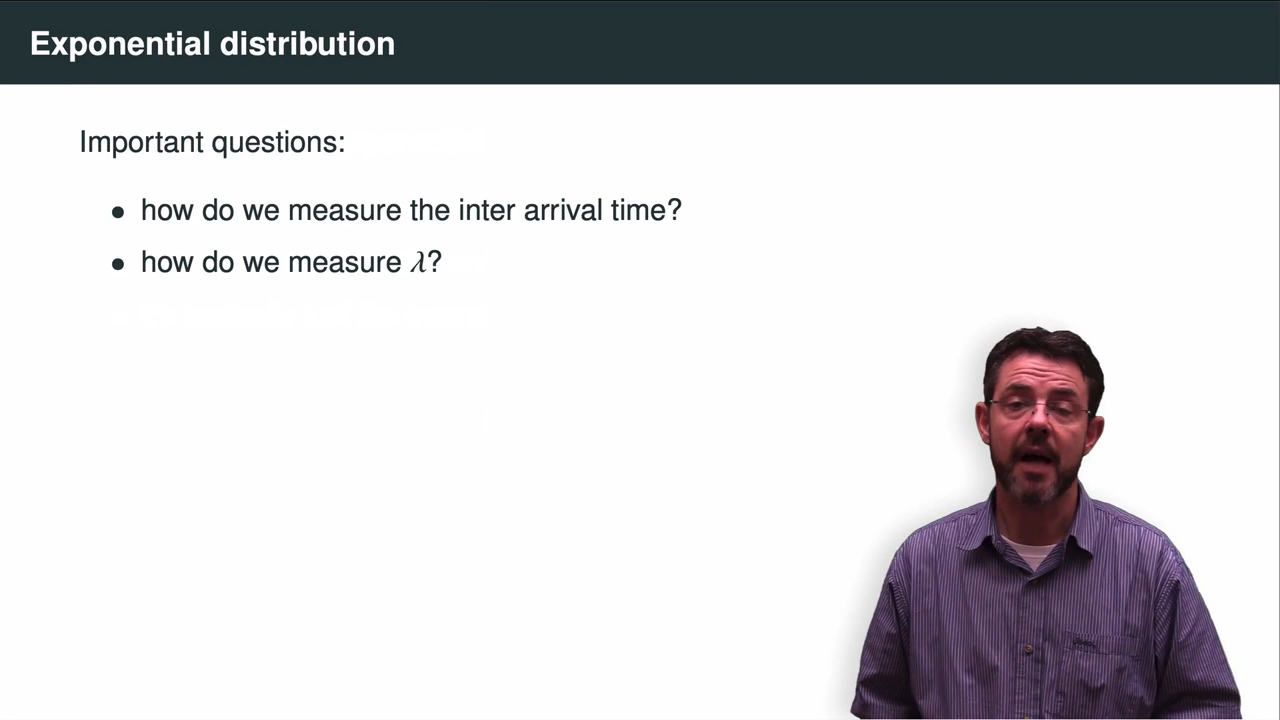 Exponential distribution
Important questions:
• how do we measure the inter arrival time?
• how do we measure λ?